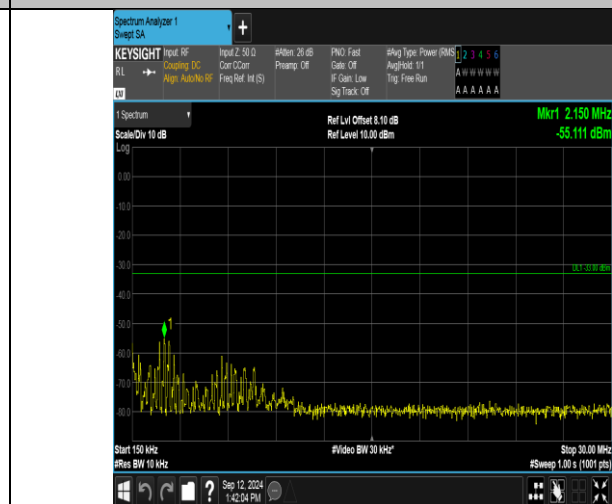 Spectrum Analyzer 1
Swept SA
+
KEYSIGHT Input: RF Input Z: 50 Ω #Atten: 26 dB PNO: Fast #Avg Type: Power (RMS 1 2 3 4 5 6
RL Coupling: DC Corr CCorr Preamp: Off Gate: Off Avg|Hold: 1/1 A W W W W W
Align: Auto/No RF Freq Ref: Int (S) IF Gain: Low Trig: Free Run A A A A A A
LXI Sig Track: Off
1 Spectrum Ref Lvl Offset 8.10 dB Mkr1 2.150 MHz
Scale/Div 10 dB Ref Level 10.00 dBm -55.111 dBm
Log
0.00
-10.0
-20.0
-30.0 DL1 -33.00 dBm
-40.0
-50.0 1
-60.0
-70.0
-80.0
Start 150 kHz #Video BW 30 kHz* Stop 30.00 MHz
#Res BW 10 kHz #Sweep 1.00 s (1001 pts)
? Sep 12, 2024
1:42:04 PM